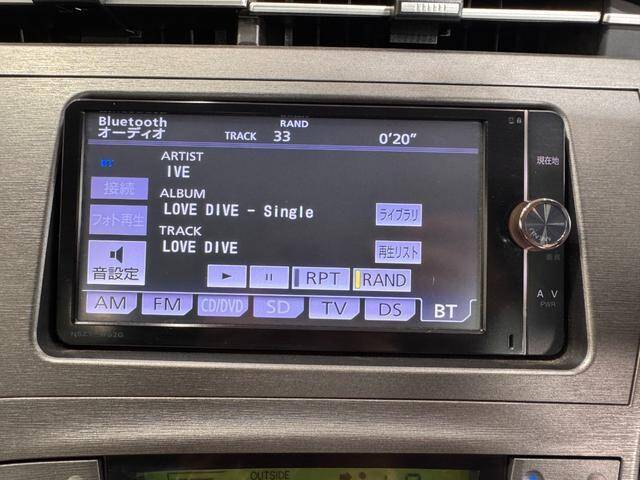 Bluetooth
オーディオ
RAND
TRACK 33 0'20"
BT
ARTIST
IVE
接続
ALBUM
LOVE DIVE - Single
ライブラリ
フォト再生
TRACK
LOVE DIVE
再生リスト
音設定
RPT
RAND
AM
FM
CD/DVD
SD
TV
DS
BT
現在地
AV
PWR
OUTSIDE